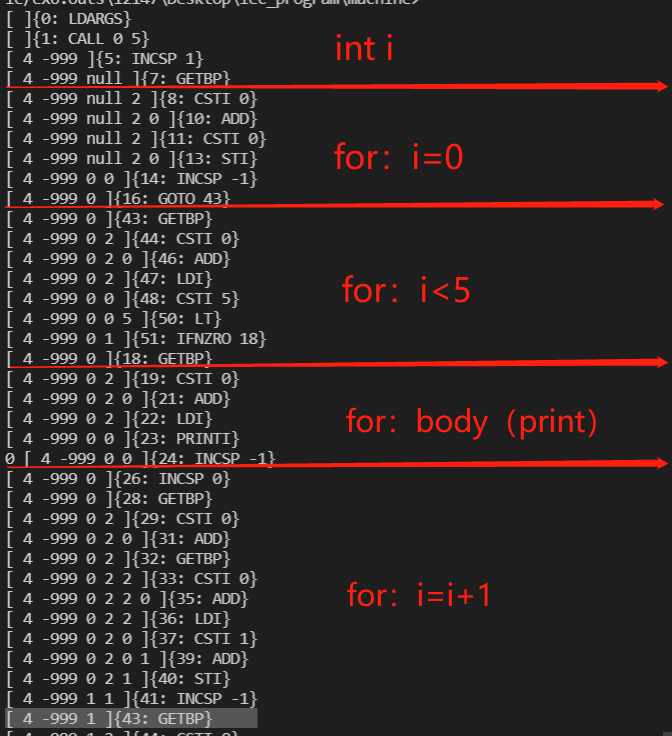 [ ]{0: LDARGS}
[ ]{1: CALL 0 5}
[ 4 -999 ]{5: INCSP 1}
int i
[ 4 -999 null ]{7: GETBP}
[ 4 -999 null 2 ]{8: CSTI 0}
[ 4 -999 null 2 0 ]{10: ADD}
[ 4 -999 null 2 ]{11: CSTI 0}
[ 4 -999 null 2 0 ]{13: STI}
for: i=0
[ 4 -999 0 0 ]{14: INCSP -1}
[ 4 -999 0 ]{16: GOTO 43}
[ 4 -999 0 ]{43: GETBP}
[ 4 -999 0 2 ]{44: CSTI 0}
[ 4 -999 0 2 0 ]{46: ADD}
[ 4 -999 0 2 ]{47: LDI}
[ 4 -999 0 0 ]{48: CSTI 5}
for: i<5
[ 4 -999 0 0 5 ]{50: LT}
[ 4 -999 0 1 ]{51: IFNZRO 18}
[ 4 -999 0 ]{18: GETBP}
[ 4 -999 0 2 ]{19: CSTI 0}
[ 4 -999 0 2 0 ]{21: ADD}
[ 4 -999 0 2 ]{22: LDI}
for: body（print）
[ 4 -999 0 0 ]{23: PRINTI}
0 [ 4 -999 0 0 ]{24: INCSP -1}
[ 4 -999 0 ]{26: INCSP 0}
[ 4 -999 0 ]{28: GETBP}
[ 4 -999 0 2 ]{29: CSTI 0}
[ 4 -999 0 2 0 ]{31: ADD}
[ 4 -999 0 2 ]{32: GETBP}
[ 4 -999 0 2 2 ]{33: CSTI 0}
[ 4 -999 0 2 2 0 ]{35: ADD}
for: i=i+1
[ 4 -999 0 2 2 ]{36: LDI}
[ 4 -999 0 2 0 ]{37: CSTI 1}
[ 4 -999 0 2 0 1 ]{39: ADD}
[ 4 -999 0 2 1 ]{40: STI}
[ 4 -999 1 1 ]{41: INCSP -1}
[ 4 -999 1 ]{43: GETBP}